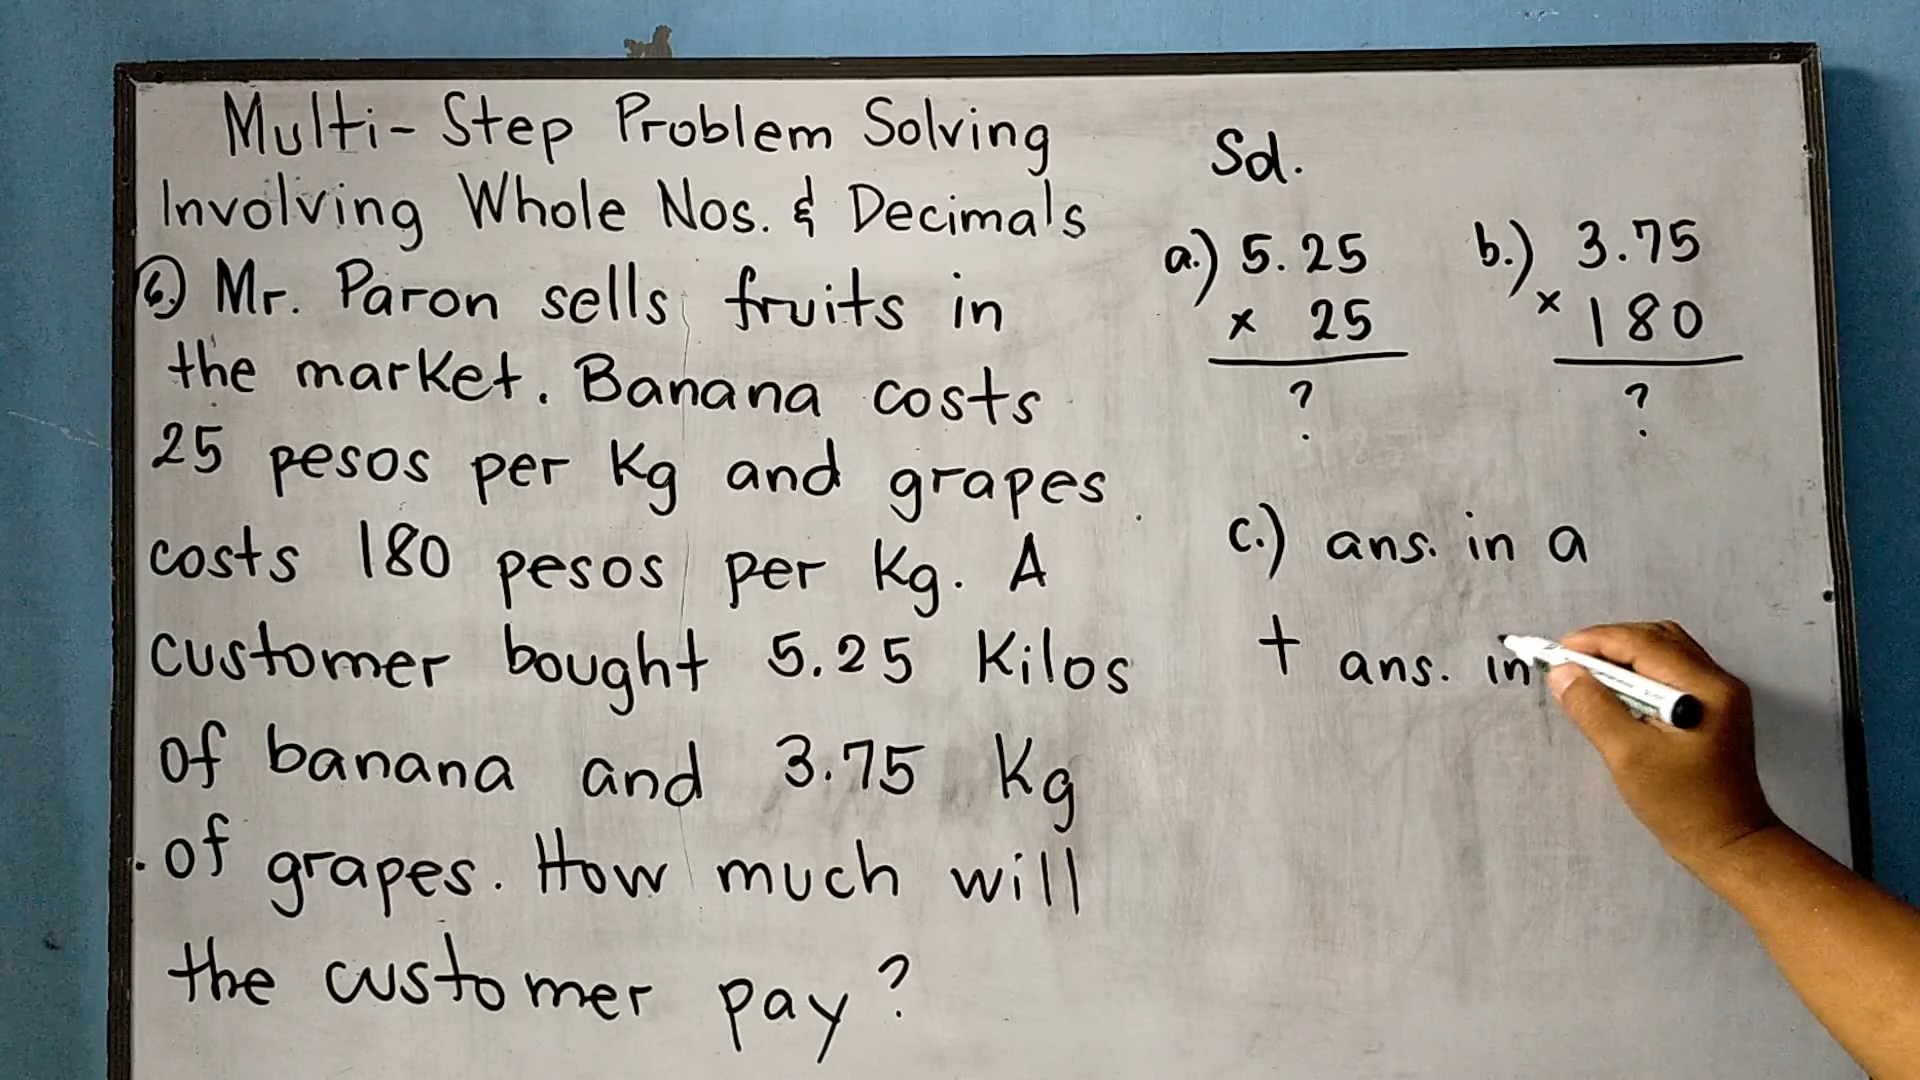 Multi-Step Problem Solving
Involving Whole Nos. & Decimals
6.) Mr. Paron sells fruits in
the market. Banana costs
25 pesos per Kg and grapes
costs 180 pesos per Kg. A
customer bought 5.25 Kilos
of banana and 3.75 Kg
of grapes. How much will
the customer pay?
Sol.
a.) 5.25
x 25
?
b.) 3.75
x 180
?
c.) ans. in a
+ ans. in